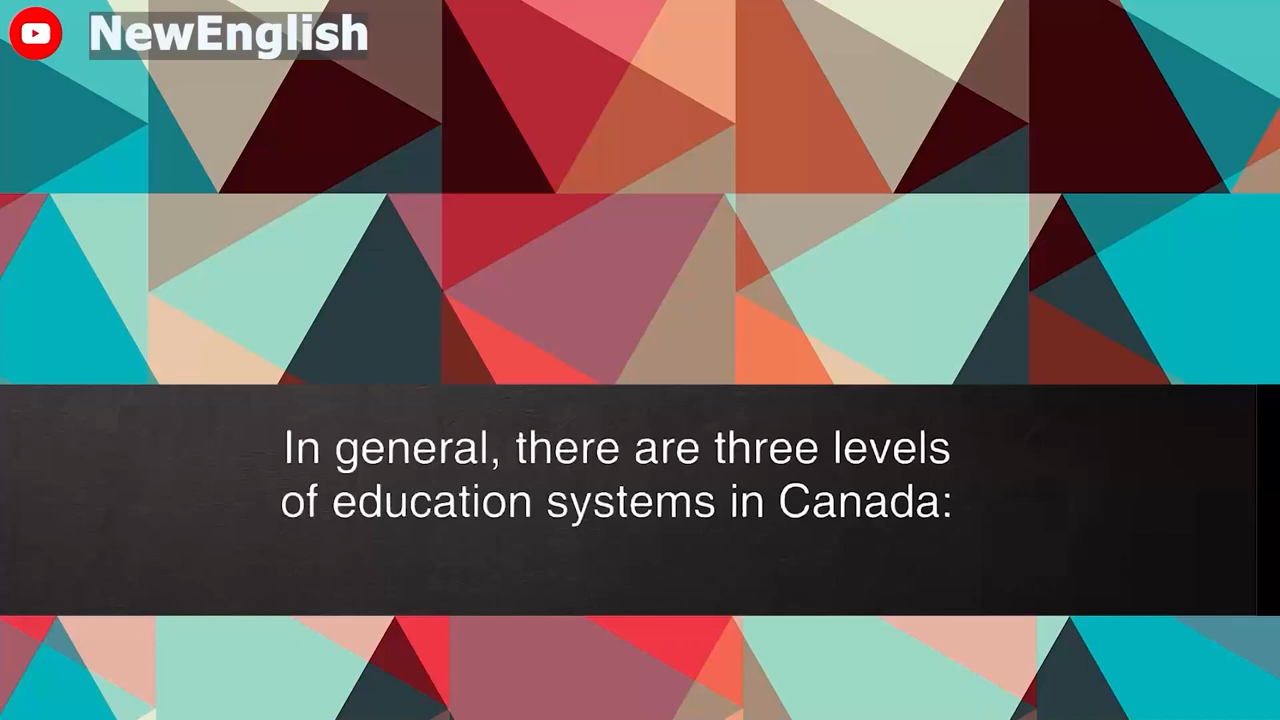 NewEnglish
In general, there are three levels
of education systems in Canada: